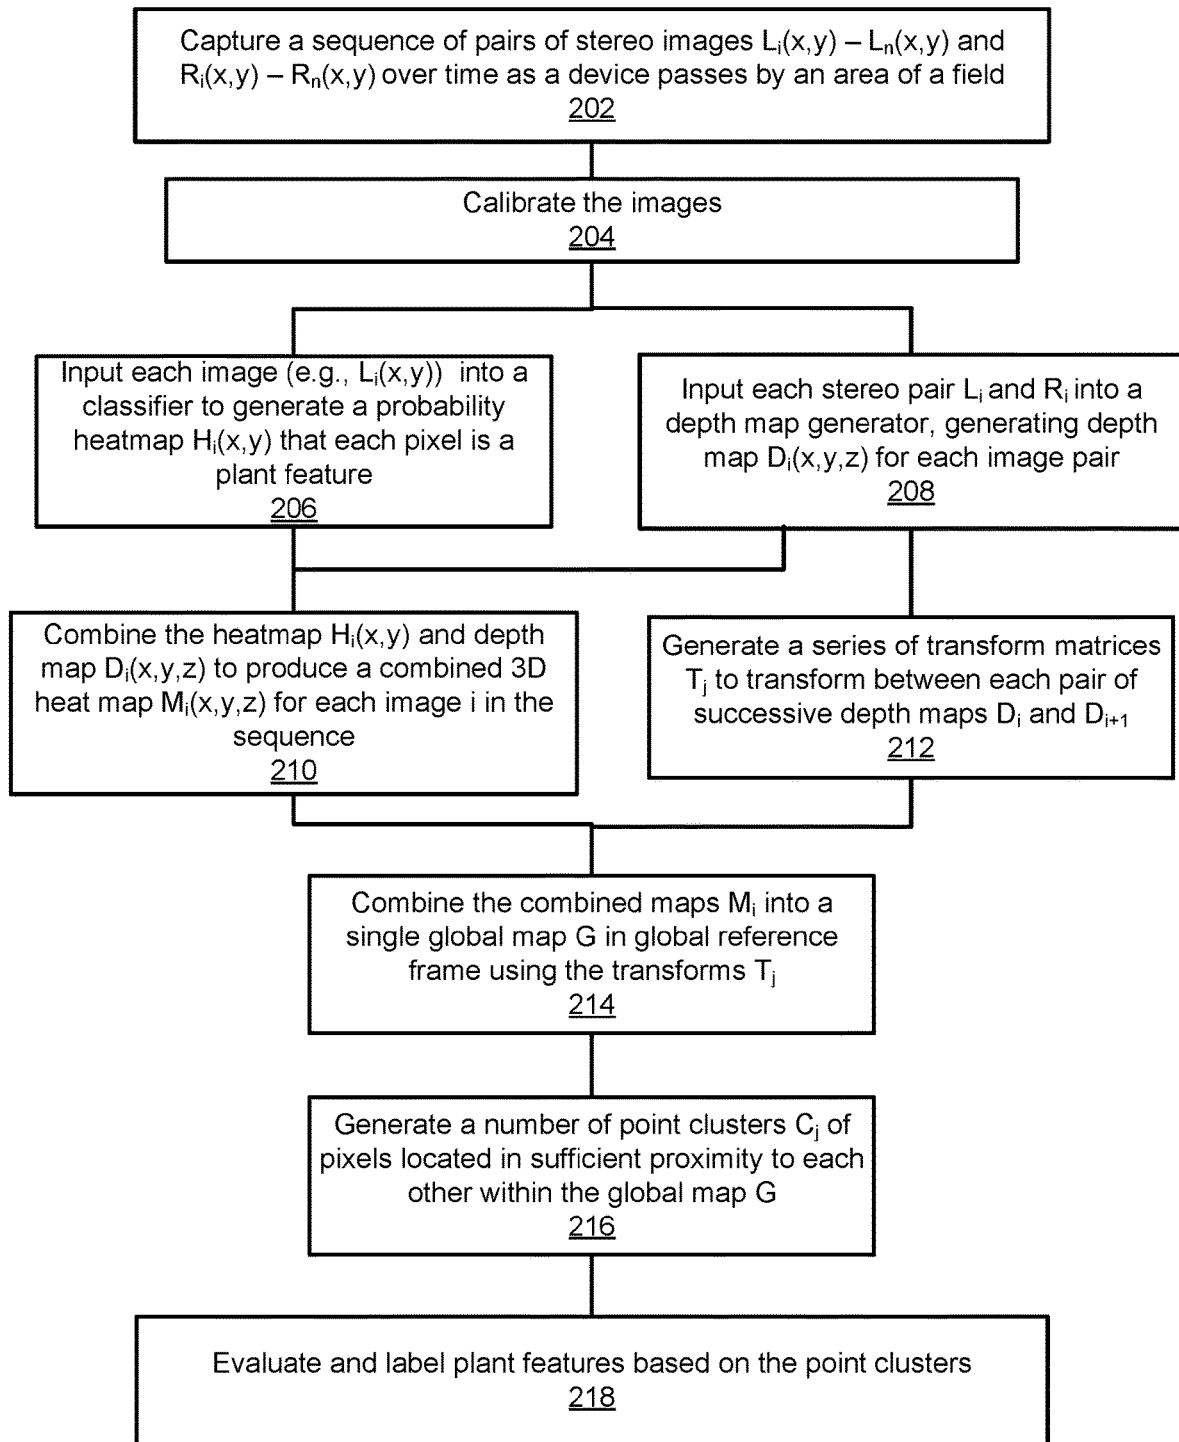 Capture a sequence of pairs of stereo images Lᵢ(x,y) – Lₙ(x,y) and
Rᵢ(x,y) – Rₙ(x,y) over time as a device passes by an area of a field
202
Calibrate the images
204
Input each image (e.g., Lᵢ(x,y)) into a
classifier to generate a probability
heatmap Hᵢ(x,y) that each pixel is a
plant feature
206
Input each stereo pair Lᵢ and Rᵢ into a
depth map generator, generating depth
map Dᵢ(x,y,z) for each image pair
208
Combine the heatmap Hᵢ(x,y) and depth
map Dᵢ(x,y,z) to produce a combined 3D
heat map Mᵢ(x,y,z) for each image i in the
sequence
210
Generate a series of transform matrices
Tⱼ to transform between each pair of
successive depth maps Dᵢ and Dᵢ₊₁
212
Combine the combined maps Mᵢ into a
single global map G in global reference
frame using the transforms Tⱼ
214
Generate a number of point clusters Cⱼ of
pixels located in sufficient proximity to each
other within the global map G
216
Evaluate and label plant features based on the point clusters
218